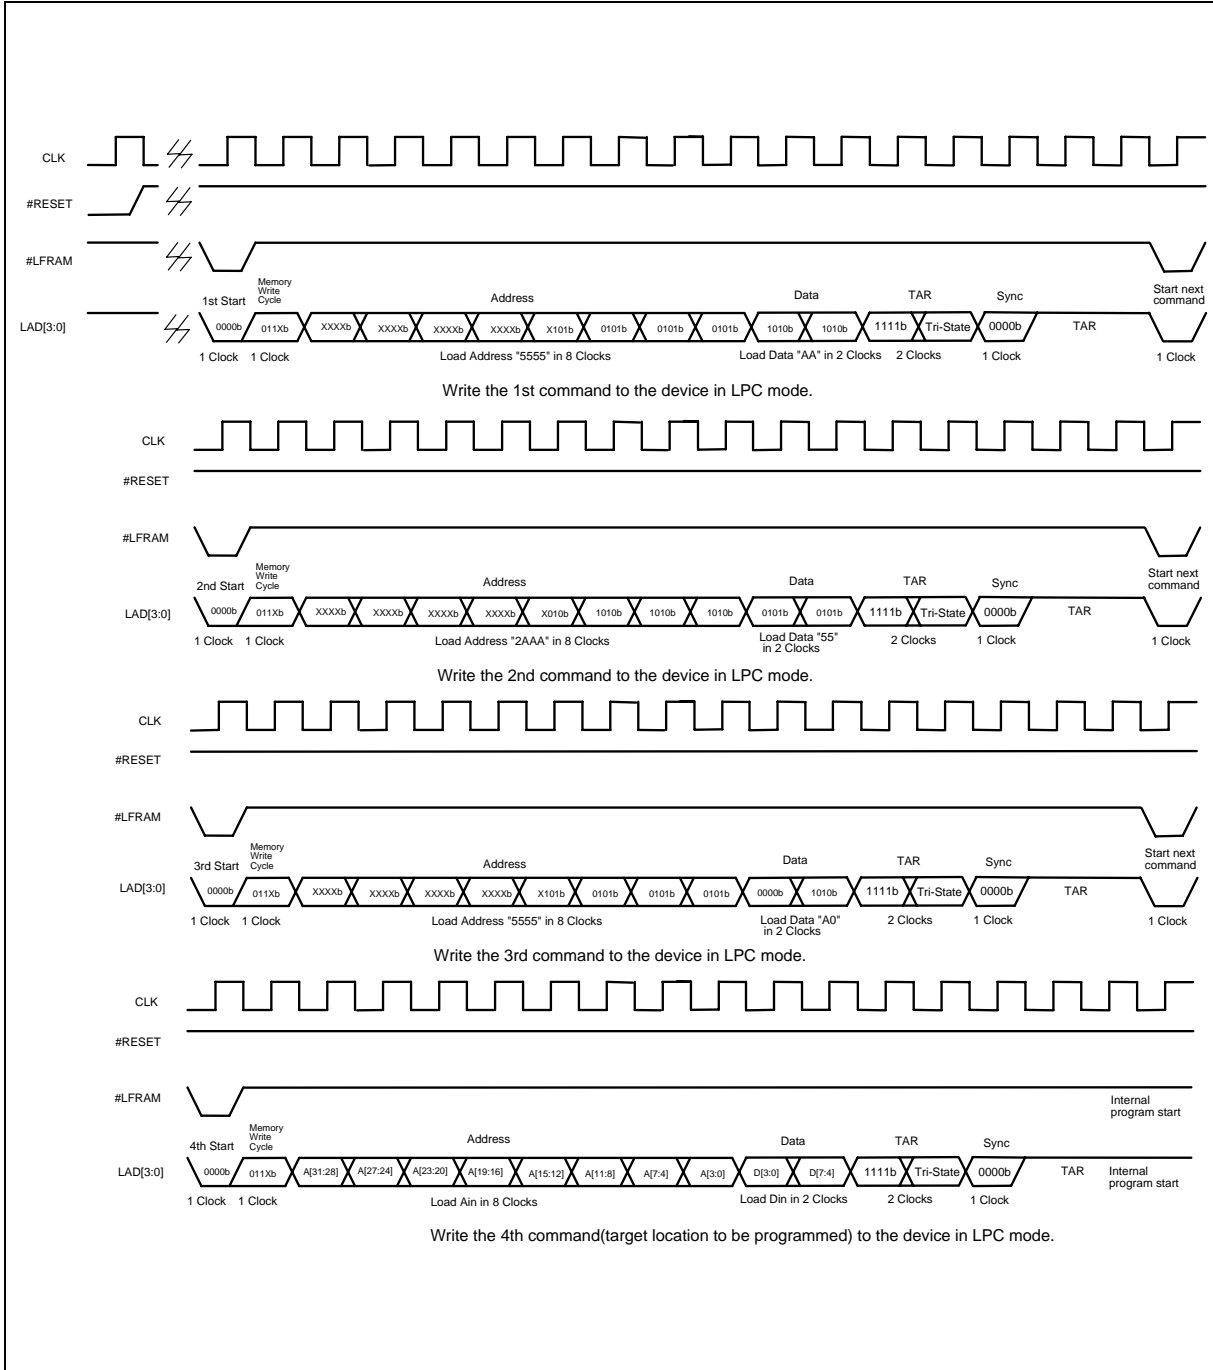 CLK
#RESET
#LFRAM
Memory
Write
Cycle
1st Start
Address
Data
TAR
Sync
Start next
command
LAD[3:0]
0000b 011Xb XXXXb XXXXb XXXXb XXXXb X101b 0101b 0101b 0101b 1010b 1010b 1111b Tri-State 0000b TAR
1 Clock 1 Clock Load Address "5555" in 8 Clocks Load Data "AA" in 2 Clocks 2 Clocks 1 Clock 1 Clock
Write the 1st command to the device in LPC mode.
CLK
#RESET
#LFRAM
Memory
Write
Cycle
2nd Start
Address
Data
TAR
Sync
Start next
command
LAD[3:0]
0000b 011Xb XXXXb XXXXb XXXXb XXXXb X010b 1010b 1010b 1010b 0101b 0101b 1111b Tri-State 0000b TAR
1 Clock 1 Clock Load Address "2AAA" in 8 Clocks Load Data "55"
in 2 Clocks
2 Clocks 1 Clock 1 Clock
Write the 2nd command to the device in LPC mode.
CLK
#RESET
#LFRAM
Memory
Write
Cycle
3rd Start
Address
Data
TAR
Sync
Start next
command
LAD[3:0]
0000b 011Xb XXXXb XXXXb XXXXb XXXXb X101b 0101b 0101b 0101b 0000b 1010b 1111b Tri-State 0000b TAR
1 Clock 1 Clock Load Address "5555" in 8 Clocks Load Data "A0"
in 2 Clocks
2 Clocks 1 Clock 1 Clock
Write the 3rd command to the device in LPC mode.
CLK
#RESET
#LFRAM
Internal
program start
Memory
Write
Cycle
4th Start
Address
Data
TAR
Sync
LAD[3:0]
0000b 011Xb A[31:28] A[27:24] A[23:20] A[19:16] A[15:12] A[11:8] A[7:4] A[3:0] D[3:0] D[7:4] 1111b Tri-State 0000b TAR
Internal
program start
1 Clock 1 Clock Load Ain in 8 Clocks Load Din in 2 Clocks 2 Clocks 1 Clock
Write the 4th command(target location to be programmed) to the device in LPC mode.